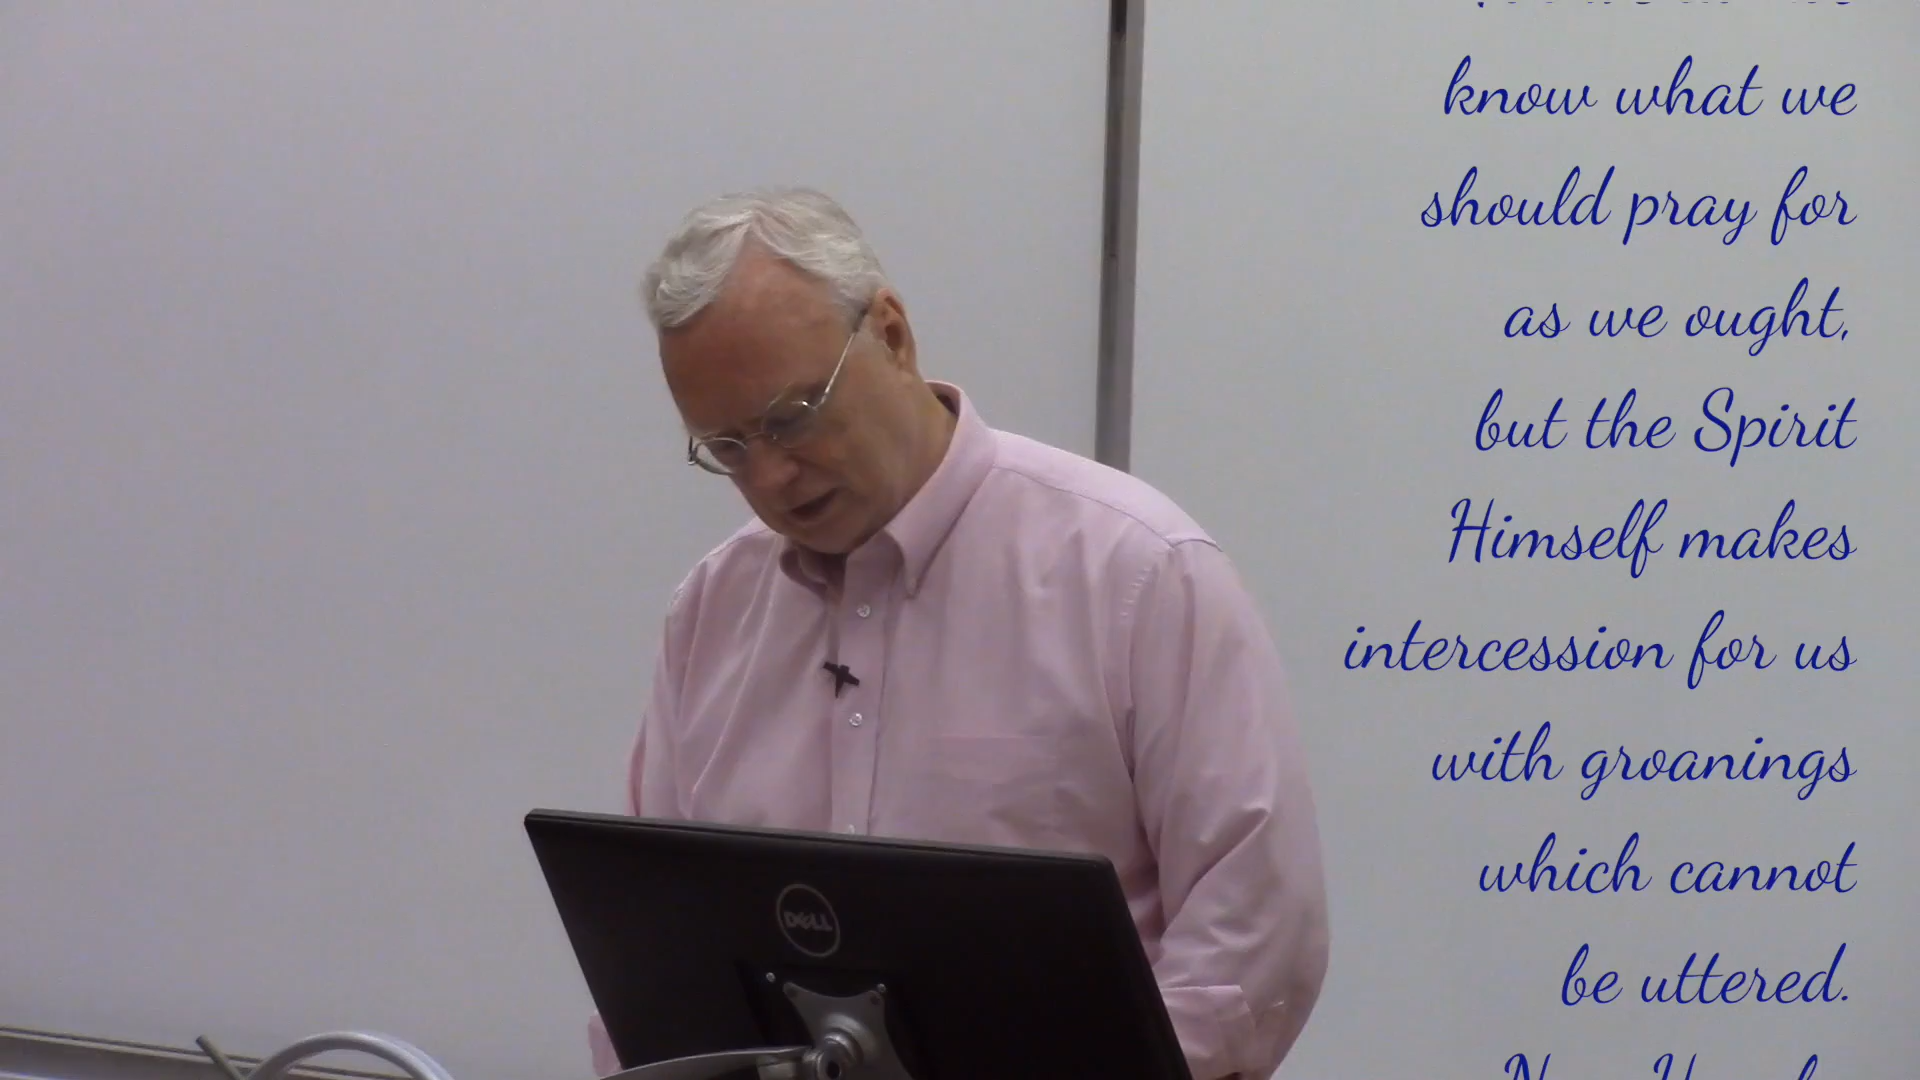 know what we
should pray for
as we ought,
but the Spirit
Himself makes
intercession for us
with groanings
which cannot
be uttered.
DELL